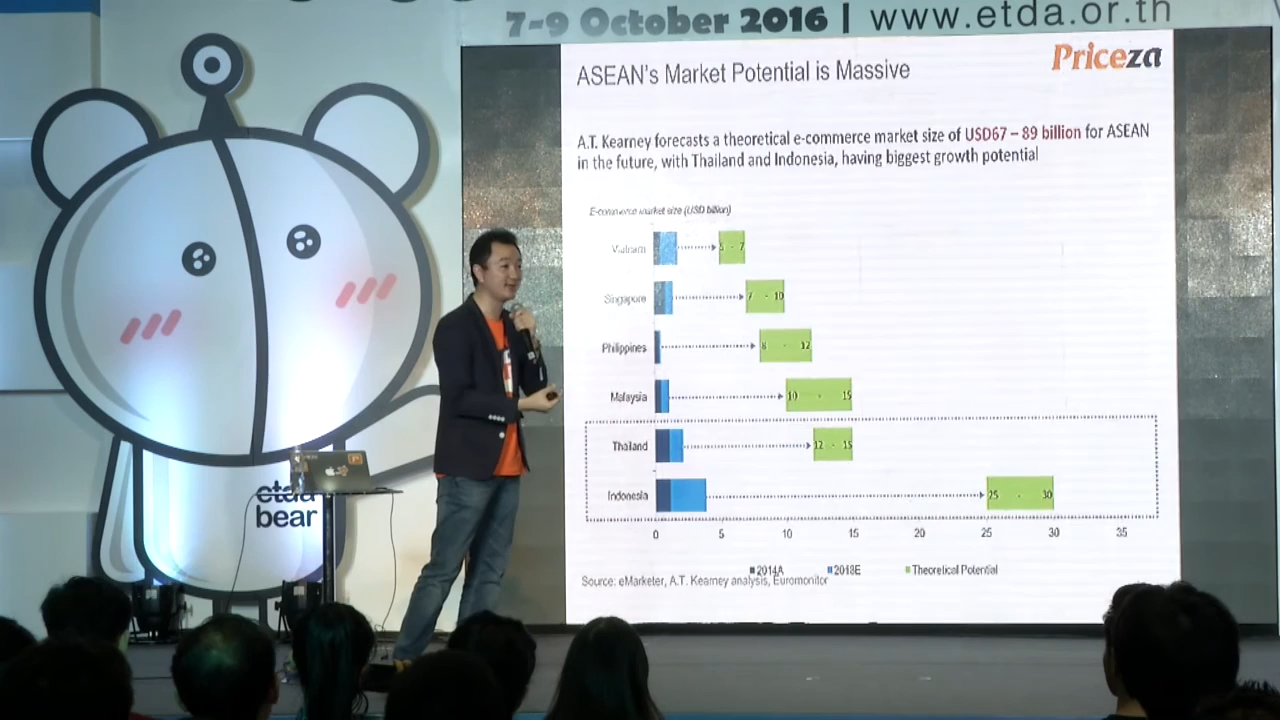 7-9 October 2016 | www.etda.or.th
Priceza
ASEAN's Market Potential is Massive
A.T. Kearney forecasts a theoretical e-commerce market size of USD67 – 89 billion for ASEAN
in the future, with Thailand and Indonesia, having biggest growth potential
E-commerce market size (USD billion)
Vietnam 5 - 7
Singapore 7 - 10
Philippines 8 - 12
Malaysia 10 - 15
Thailand 12 - 15
Indonesia 25 - 30
0 5 10 15 20 25 30 35
2014A 2018E Theoretical Potential
Source: eMarketer, A.T. Kearney analysis, Euromonitor
etda
bear